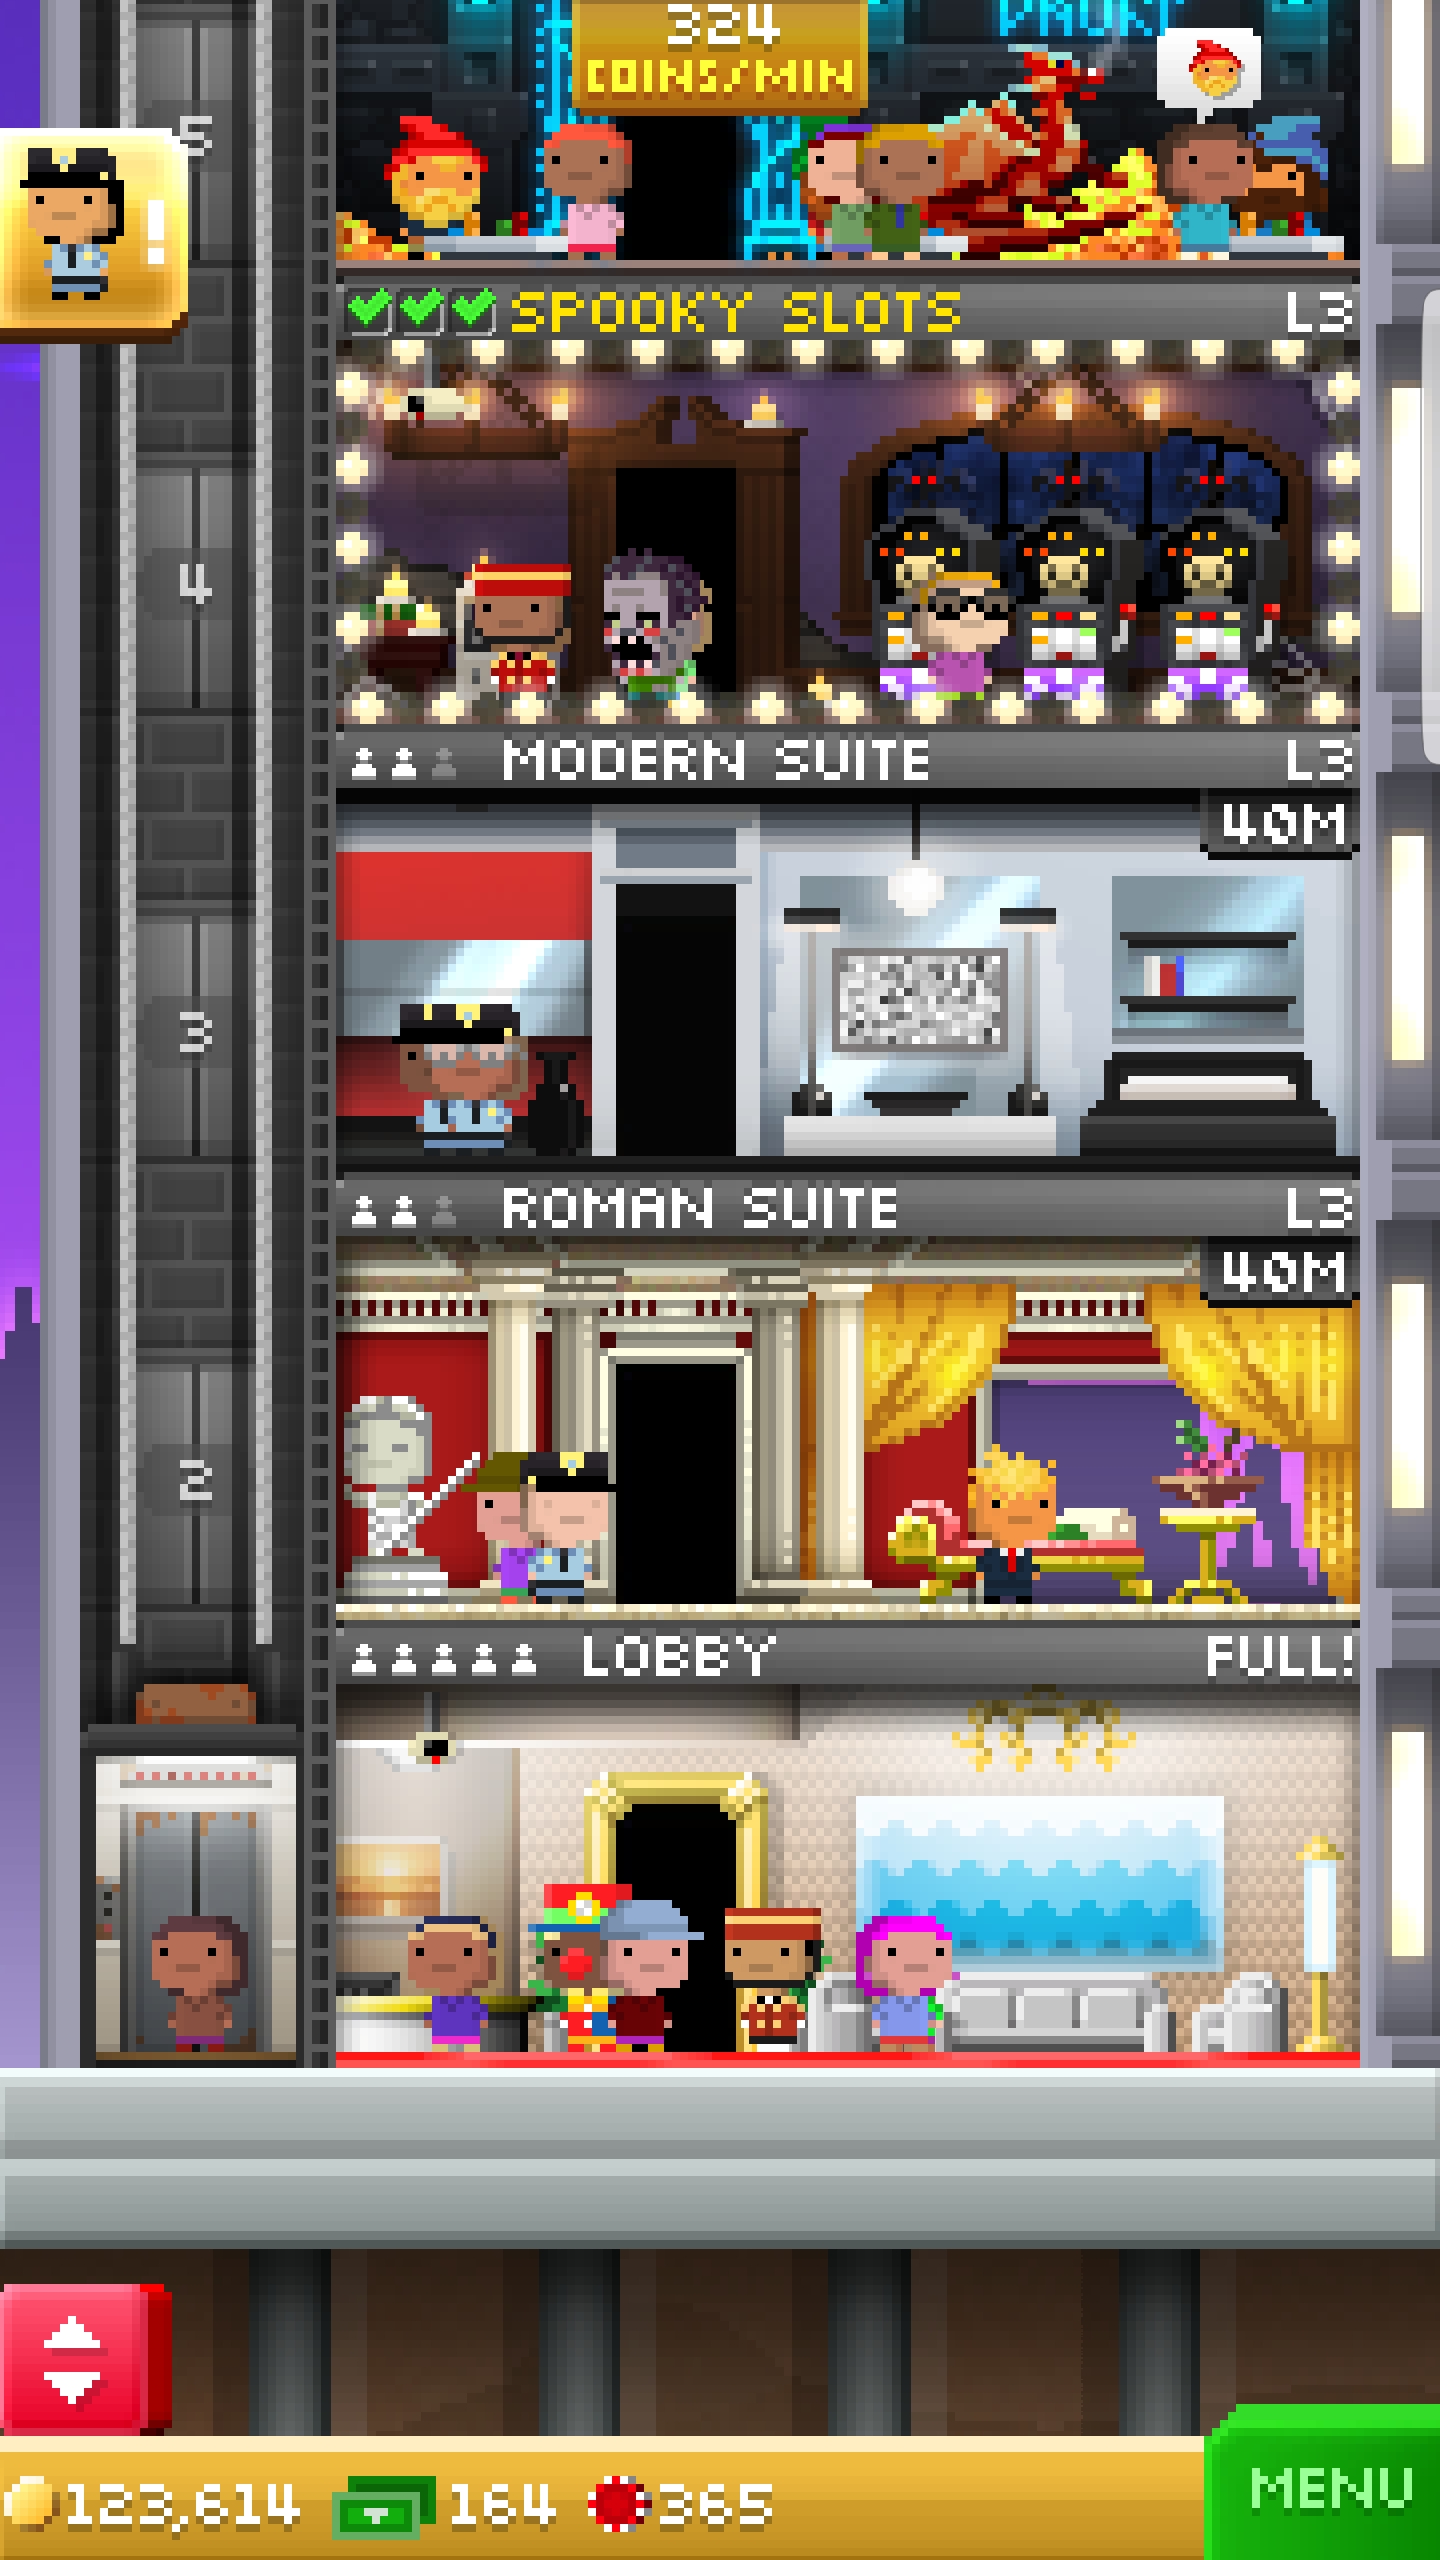 324
COINS/MIN
5
!
SPOOKY SLOTS L3
4
MODERN SUITE L3
40M
3
ROMAN SUITE L3
40M
2
LOBBY FULL!
123,614 164 365
MENU